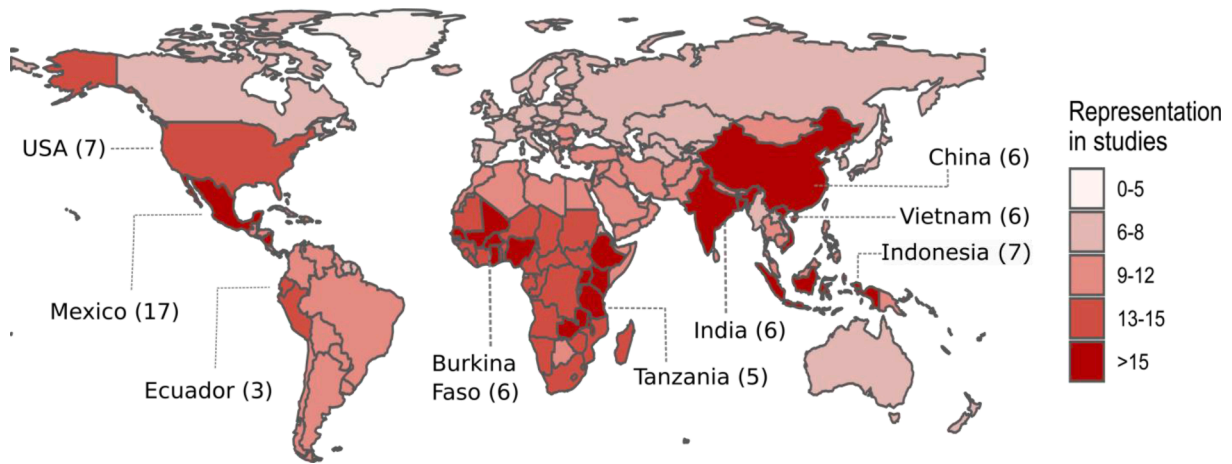 Representation
in studies
USA (7)
China (6)
0-5
Vietnam (6)
6-8
Indonesia (7)
9-12
Mexico (17)
13-15
India (6)
>15
Burkina
Faso (6)
Tanzania (5)
Ecuador (3)